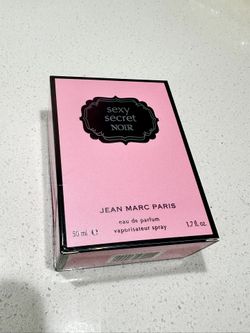 sexy
secret
NOIR
JEAN MARC PARIS
eau de parfum
50 ml ℮ vaporisateur spray 1.7 fl. oz